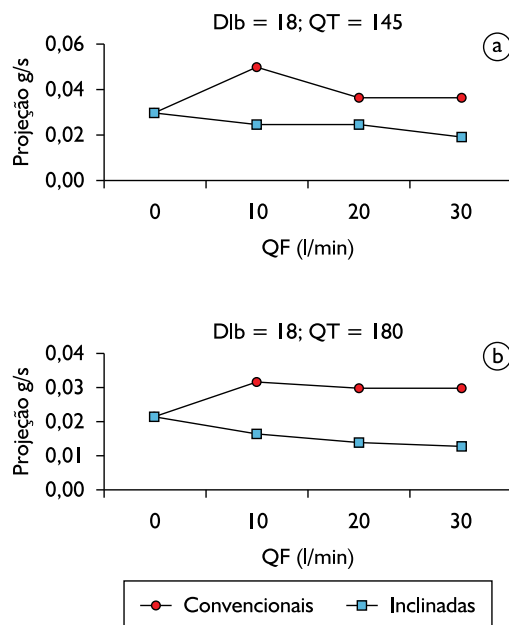 Dlb = 18; QT = 145
a
Projeção g/s
0,06
0,04
0,02
0,00
0 10 20 30
QF (l/min)
Dlb = 18; QT = 180
b
Projeção g/s
0,04
0,03
0,02
0,01
0,00
0 10 20 30
QF (l/min)
Convencionais Inclinadas